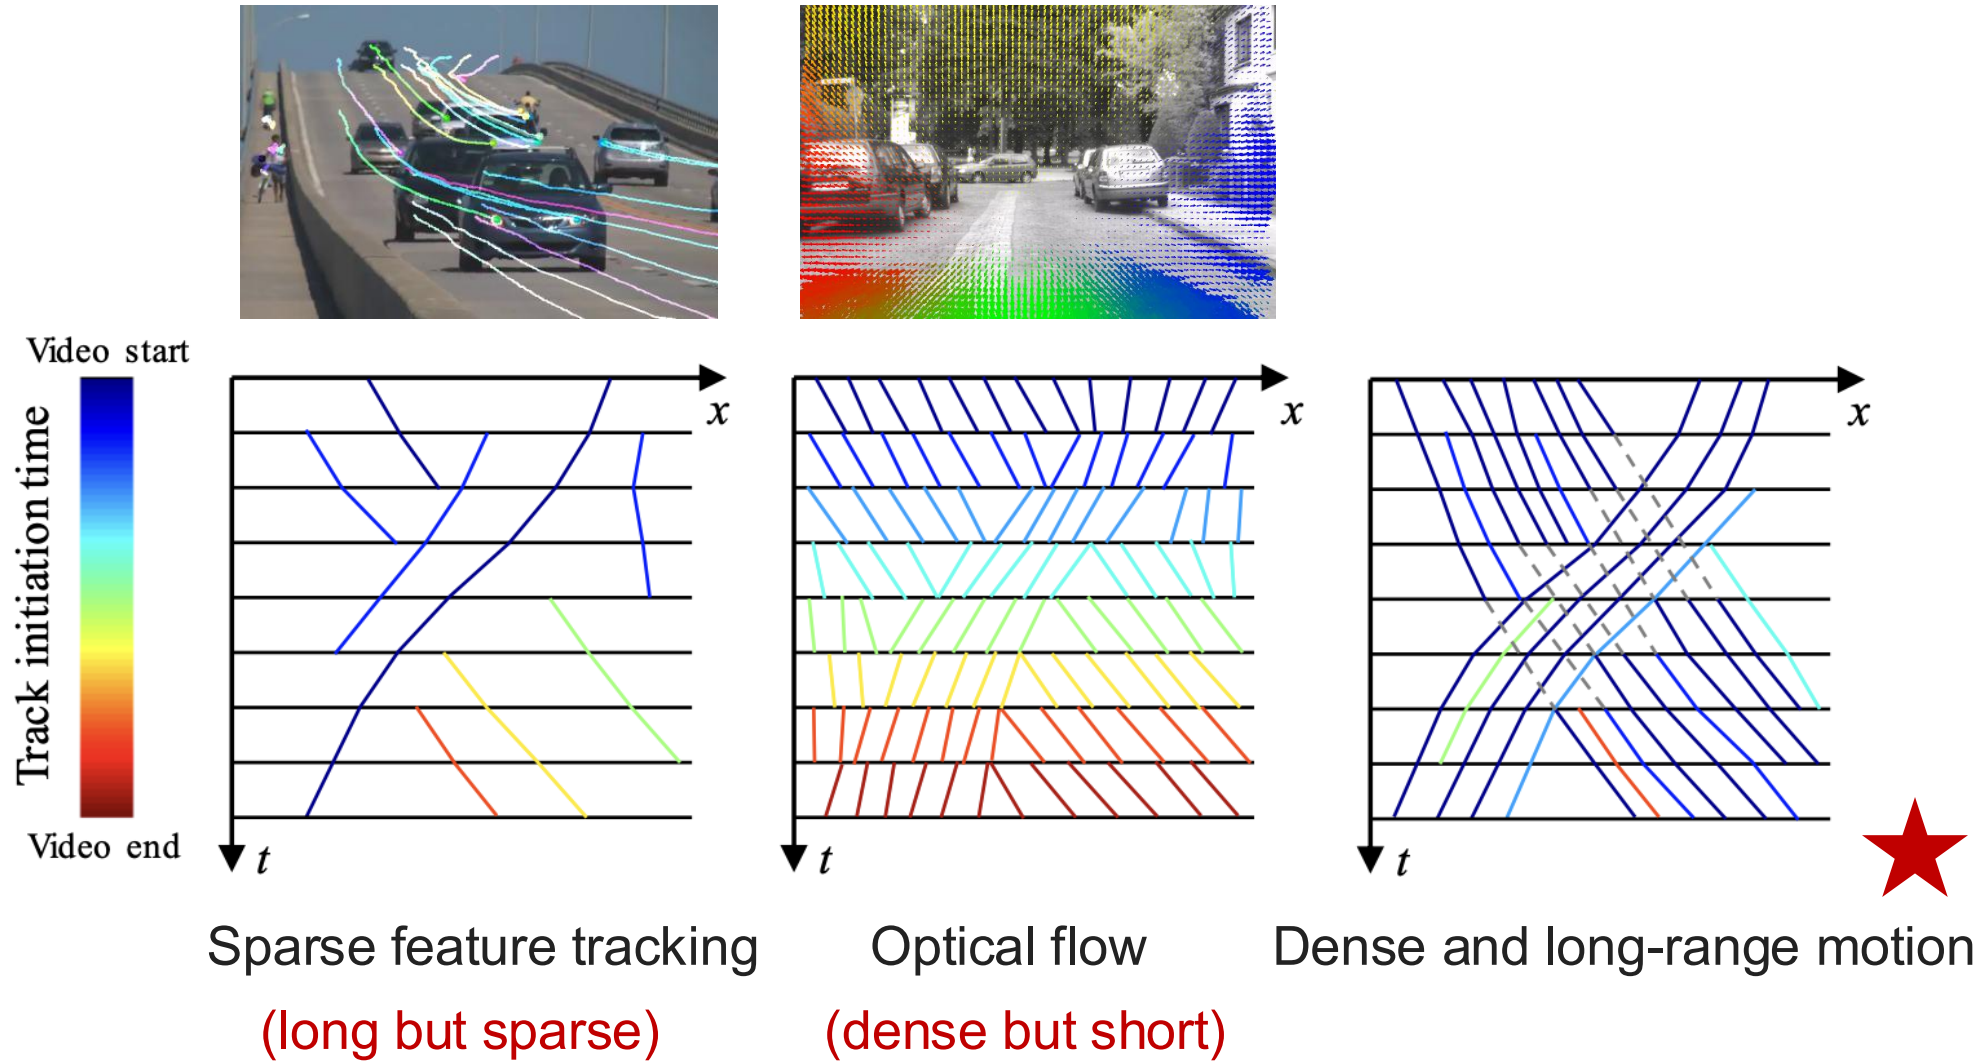 Video start
Track initiation time
Video end
x
t
x
t
x
t
Sparse feature tracking
(long but sparse)
Optical flow
(dense but short)
Dense and long-range motion